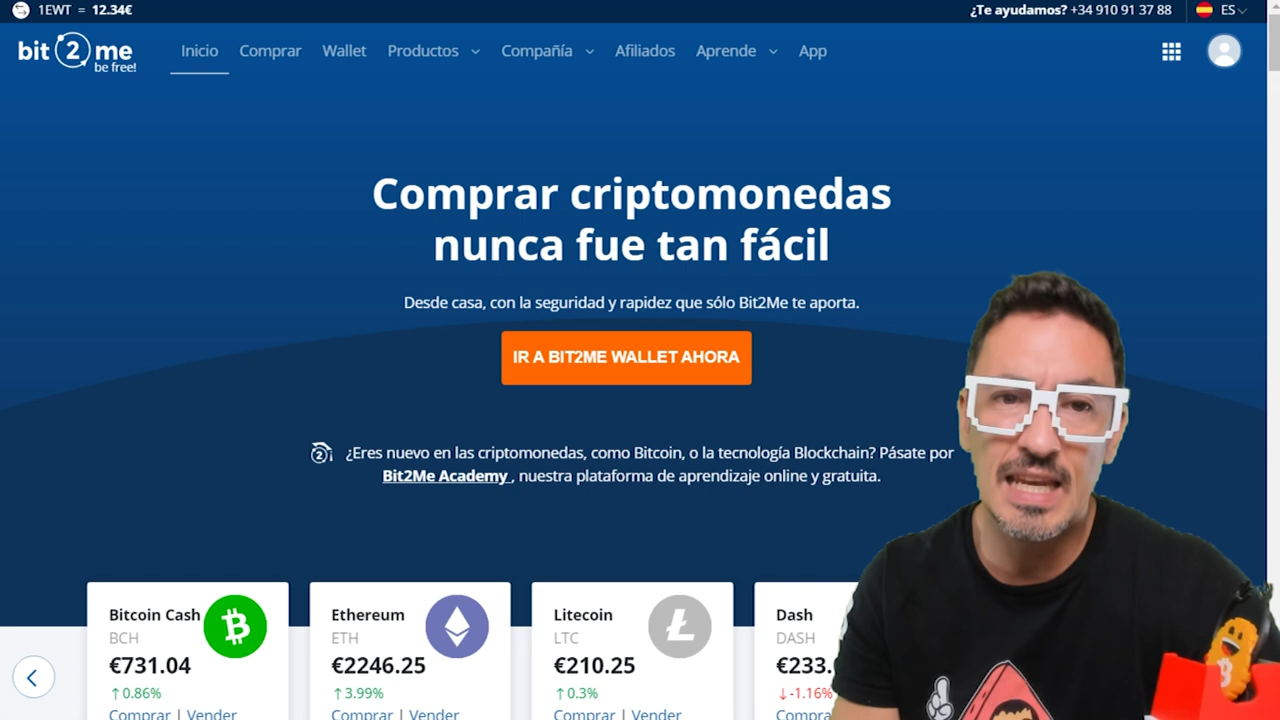 1EWT = 12.34€
¿Te ayudamos? +34 910 91 37 88
ES
bit2me
be free!
Inicio
Comprar
Wallet
Productos
Compañía
Afiliados
Aprende
App
Comprar criptomonedas
nunca fue tan fácil
Desde casa, con la seguridad y rapidez que sólo Bit2Me te aporta.
IR A BIT2ME WALLET AHORA
¿Eres nuevo en las criptomonedas, como Bitcoin, o la tecnología Blockchain? Pásate por
Bit2Me Academy , nuestra plataforma de aprendizaje online y gratuita.
Bitcoin Cash
BCH
€731.04
↑0.86%
Comprar | Vender
Ethereum
ETH
€2246.25
↑3.99%
Comprar | Vender
Litecoin
LTC
€210.25
↑0.3%
Comprar | Vender
Dash
DASH
€233.
↓-1.16%
Compra